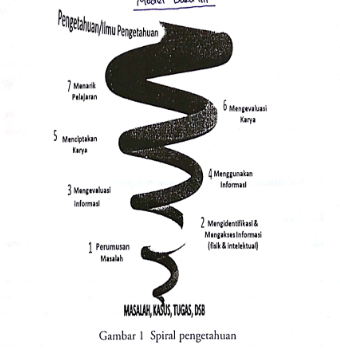 Model
Pengetahuan/Ilmu Pengetahuan
7 Menarik
Pelajaran
6 Mengevaluasi
Karya
5 Menciptakan
Karya
4 Menggunakan
Informasi
3 Mengevaluasi
Informasi
2 Mengidentifikasi &
Mengakses Informasi
(fisik & intelektual)
1 Perumusan
Masalah
MASALAH, KASUS, TUGAS, DSB
Gambar 1 Spiral pengetahuan